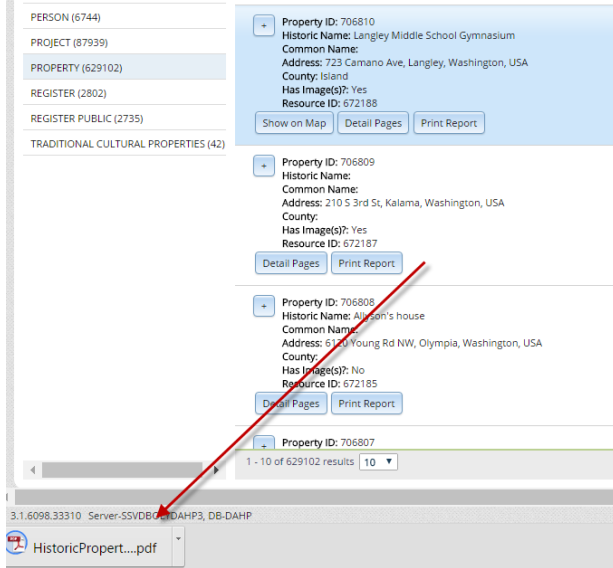 PERSON (6744)
PROJECT (87939)
PROPERTY (629102)
REGISTER (2802)
REGISTER PUBLIC (2735)
TRADITIONAL CULTURAL PROPERTIES (42)
+
Property ID: 706810
Historic Name: Langley Middle School Gymnasium
Common Name:
Address: 723 Camano Ave, Langley, Washington, USA
County: Island
Has Image(s)?: Yes
Resource ID: 672188
Show on Map Detail Pages Print Report
+
Property ID: 706809
Historic Name:
Common Name:
Address: 210 S 3rd St, Kalama, Washington, USA
County:
Has Image(s)?: Yes
Resource ID: 672187
Detail Pages Print Report
+
Property ID: 706808
Historic Name: Allyson's house
Common Name:
Address: 6120 Young Rd NW, Olympia, Washington, USA
County:
Has Image(s)?: No
Resource ID: 672185
Detail Pages Print Report
+
Property ID: 706807
1 - 10 of 629102 results 10
3.1.6098.33310 DB-DAHP
HistoricPropert....pdf